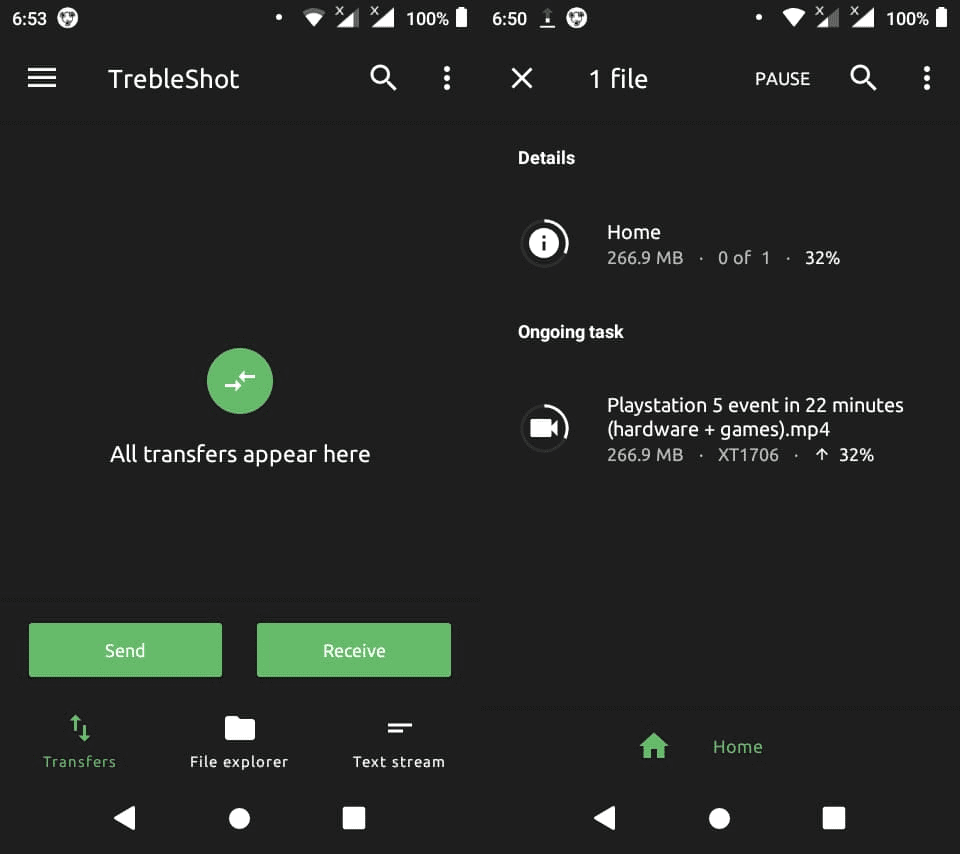 6:53
100%
TrebleShot
All transfers appear here
Send
Receive
Transfers
File explorer
Text stream
6:50
100%
1 file
PAUSE
Details
Home
266.9 MB · 0 of 1 · 32%
Ongoing task
Playstation 5 event in 22 minutes
(hardware + games).mp4
266.9 MB · XT1706 · ↑ 32%
Home